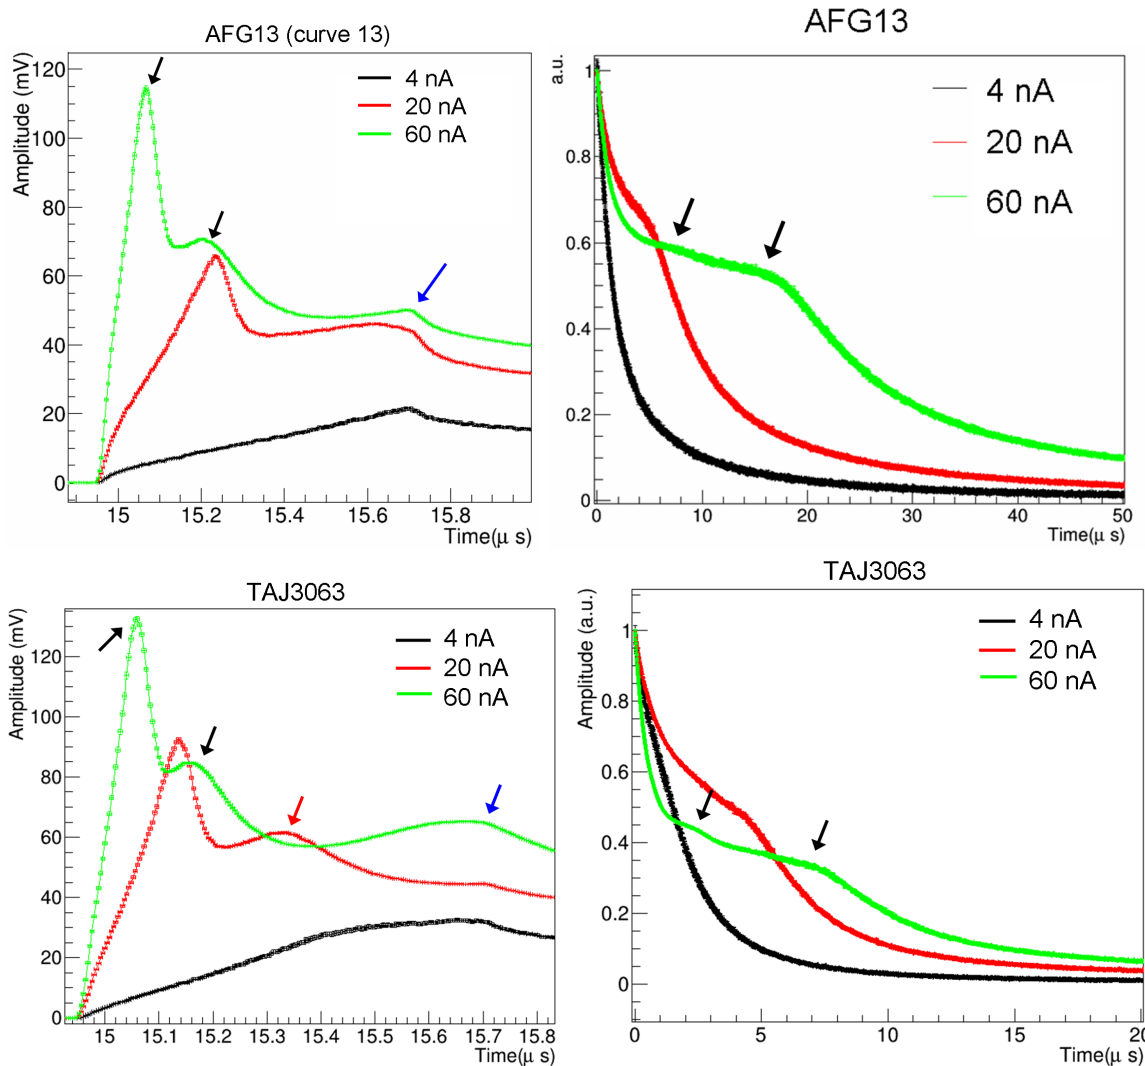 AFG13 (curve 13)
Amplitude (mV)
120
100
80
60
40
20
0
4 nA
20 nA
60 nA
15
15.2
15.4
15.6
15.8
Time(μ s)
AFG13
a.u.
1
0.8
0.6
0.4
0.2
0
4 nA
20 nA
60 nA
0
10
20
30
40
50
Time(μ s)
TAJ3063
Amplitude (mV)
120
100
80
60
40
20
0
4 nA
20 nA
60 nA
15
15.1
15.2
15.3
15.4
15.5
15.6
15.7
15.8
Time(μ s)
TAJ3063
Amplitude (a.u.)
1
0.8
0.6
0.4
0.2
0
4 nA
20 nA
60 nA
0
5
10
15
20
Time(μ s)